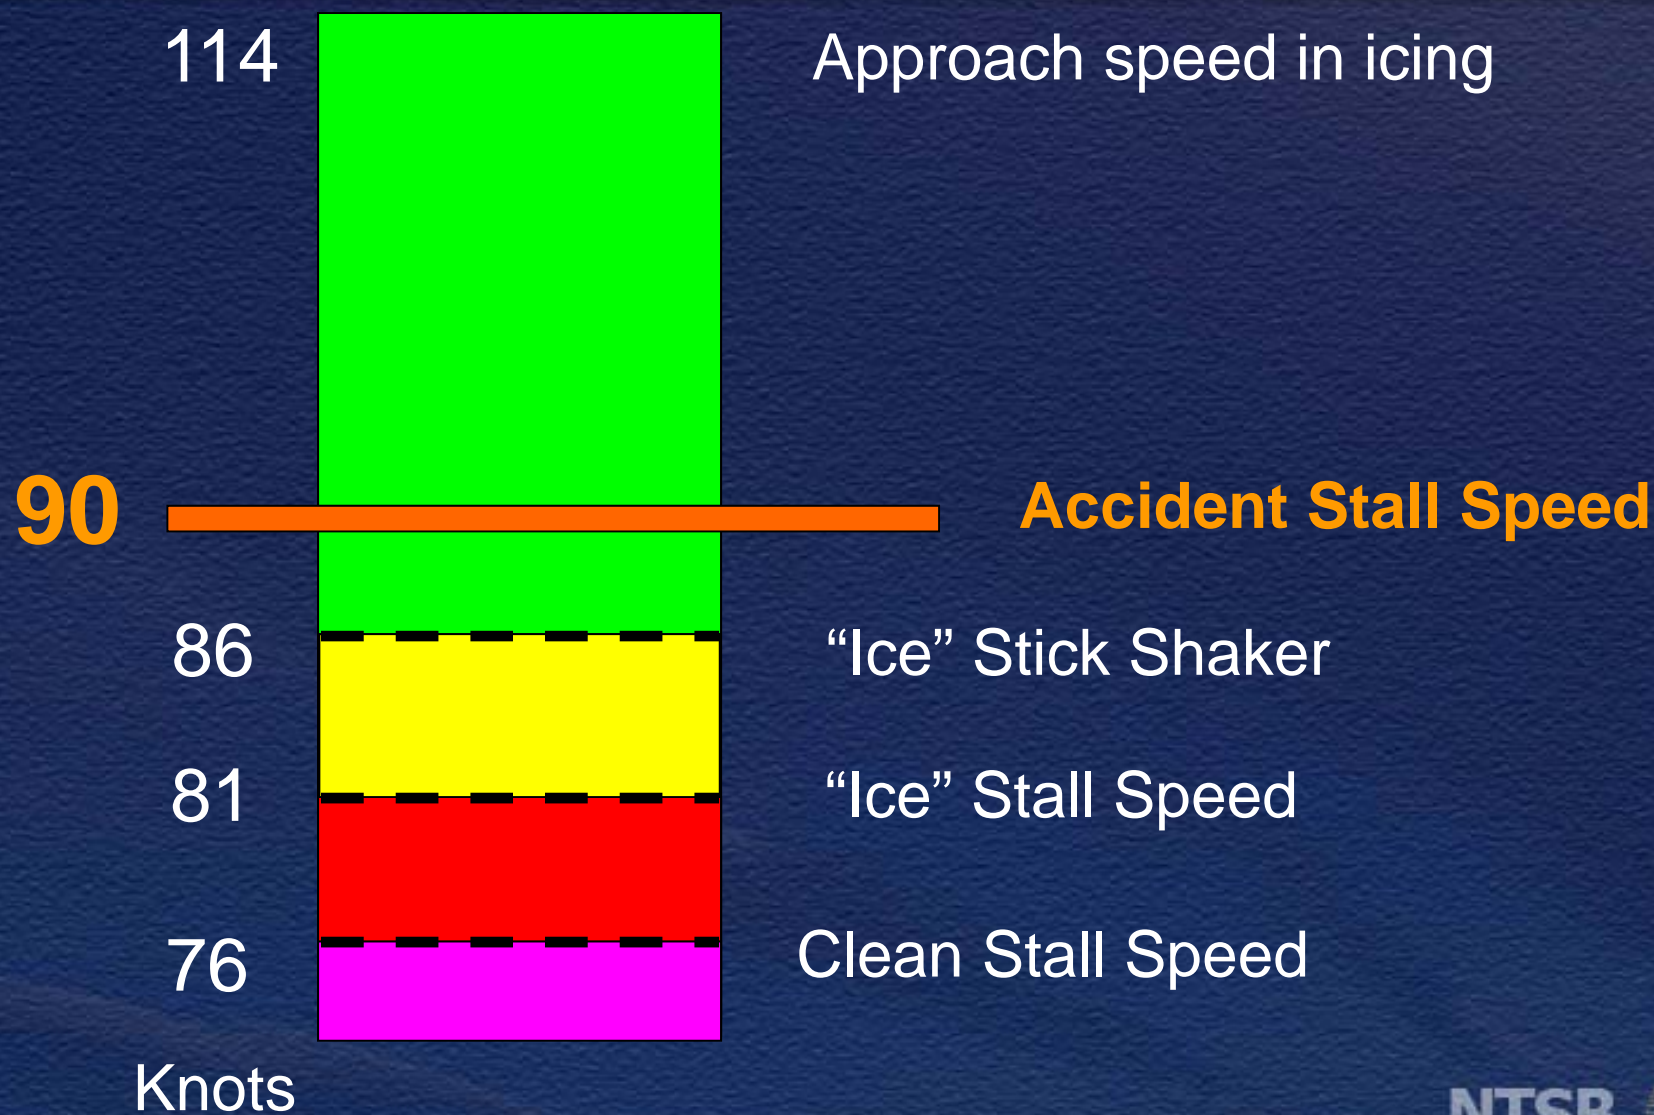 114 Approach speed in icing
90 Accident Stall Speed
86 “Ice” Stick Shaker
81 “Ice” Stall Speed
76 Clean Stall Speed
Knots
NTSB